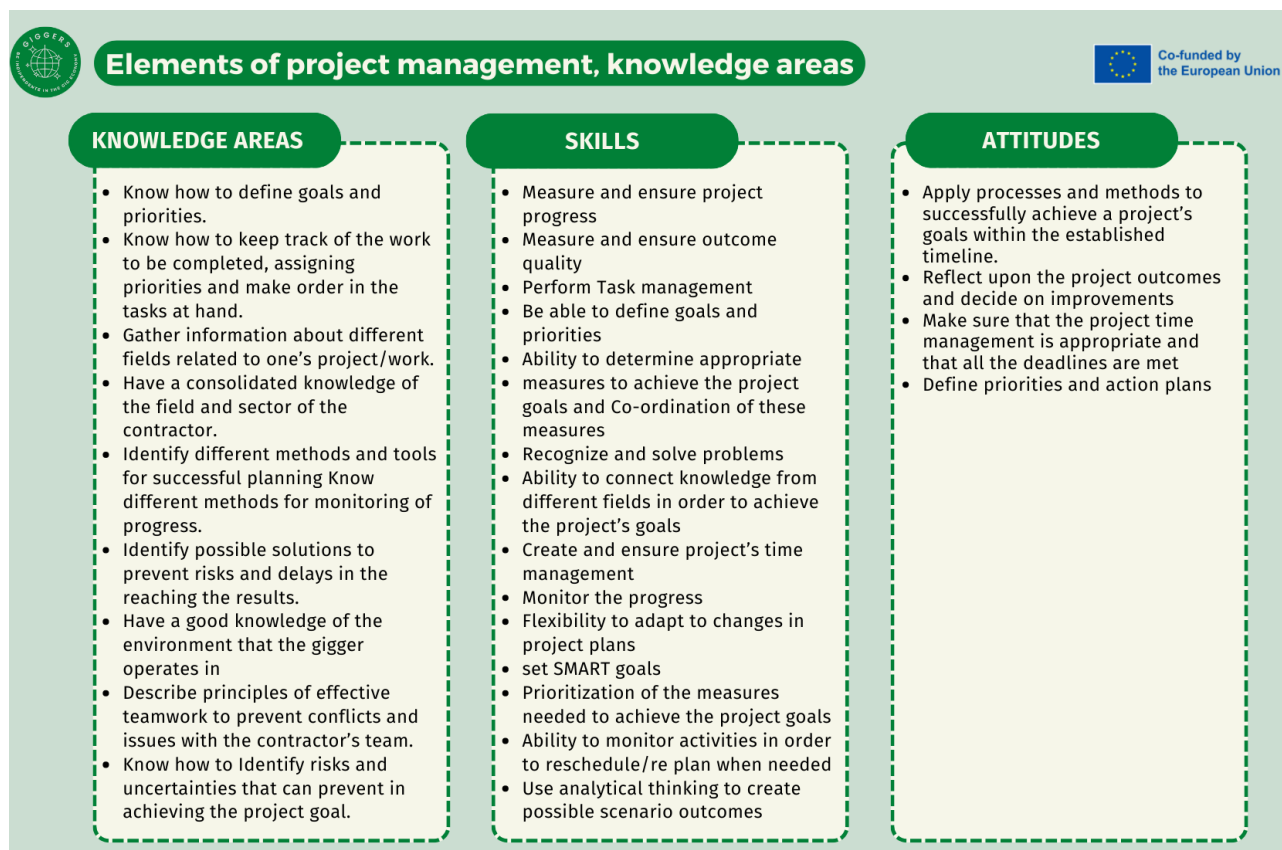 GIGGERS
BE INDEPENDENTS IN THE GIG ECONOMY
Elements of project management, knowledge areas
Co-funded by
the European Union
KNOWLEDGE AREAS
• Know how to define goals and
priorities.
• Know how to keep track of the work
to be completed, assigning
priorities and make order in the
tasks at hand.
• Gather information about different
fields related to one's project/work.
• Have a consolidated knowledge of
the field and sector of the
contractor.
• Identify different methods and tools
for successful planning Know
different methods for monitoring of
progress.
• Identify possible solutions to
prevent risks and delays in the
reaching the results.
• Have a good knowledge of the
environment that the gigger
operates in
• Describe principles of effective
teamwork to prevent conflicts and
issues with the contractor's team.
• Know how to Identify risks and
uncertainties that can prevent in
achieving the project goal.
SKILLS
• Measure and ensure project
progress
• Measure and ensure outcome
quality
• Perform Task management
• Be able to define goals and
priorities
• Ability to determine appropriate
• measures to achieve the project
goals and Co-ordination of these
measures
• Recognize and solve problems
• Ability to connect knowledge from
different fields in order to achieve
the project's goals
• Create and ensure project's time
management
• Monitor the progress
• Flexibility to adapt to changes in
project plans
• set SMART goals
• Prioritization of the measures
needed to achieve the project goals
• Ability to monitor activities in order
to reschedule/re plan when needed
• Use analytical thinking to create
possible scenario outcomes
ATTITUDES
• Apply processes and methods to
successfully achieve a project's
goals within the established
timeline.
• Reflect upon the project outcomes
and decide on improvements
• Make sure that the project time
management is appropriate and
that all the deadlines are met
• Define priorities and action plans